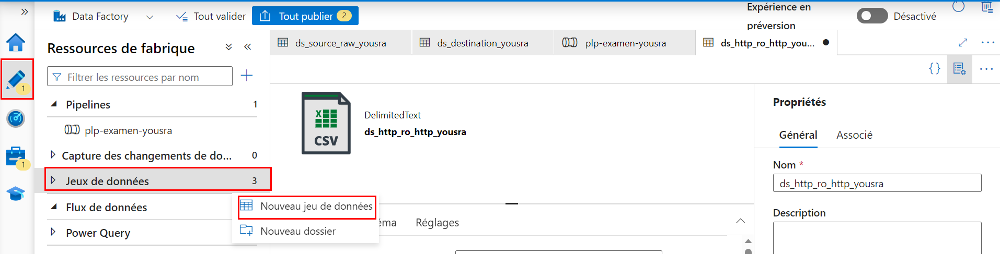 Data Factory
Tout valider
Tout publier 2
Expérience en
préversion
Désactivé
Ressources de fabrique
Filtrer les ressources par nom
1
Pipelines 1
plp-examen-yousra
Capture des changements de do... 0
Jeux de données 3
Flux de données
Power Query
1
Nouveau jeu de données
Nouveau dossier
ds_source_raw_yousra
ds_destination_yousra
plp-examen-yousra
ds_http_ro_http_you...
CSV
DelimitedText
ds_http_ro_http_yousra
éma
Réglages
Propriétés
Général
Associé
Nom *
ds_http_ro_http_yousra
Description